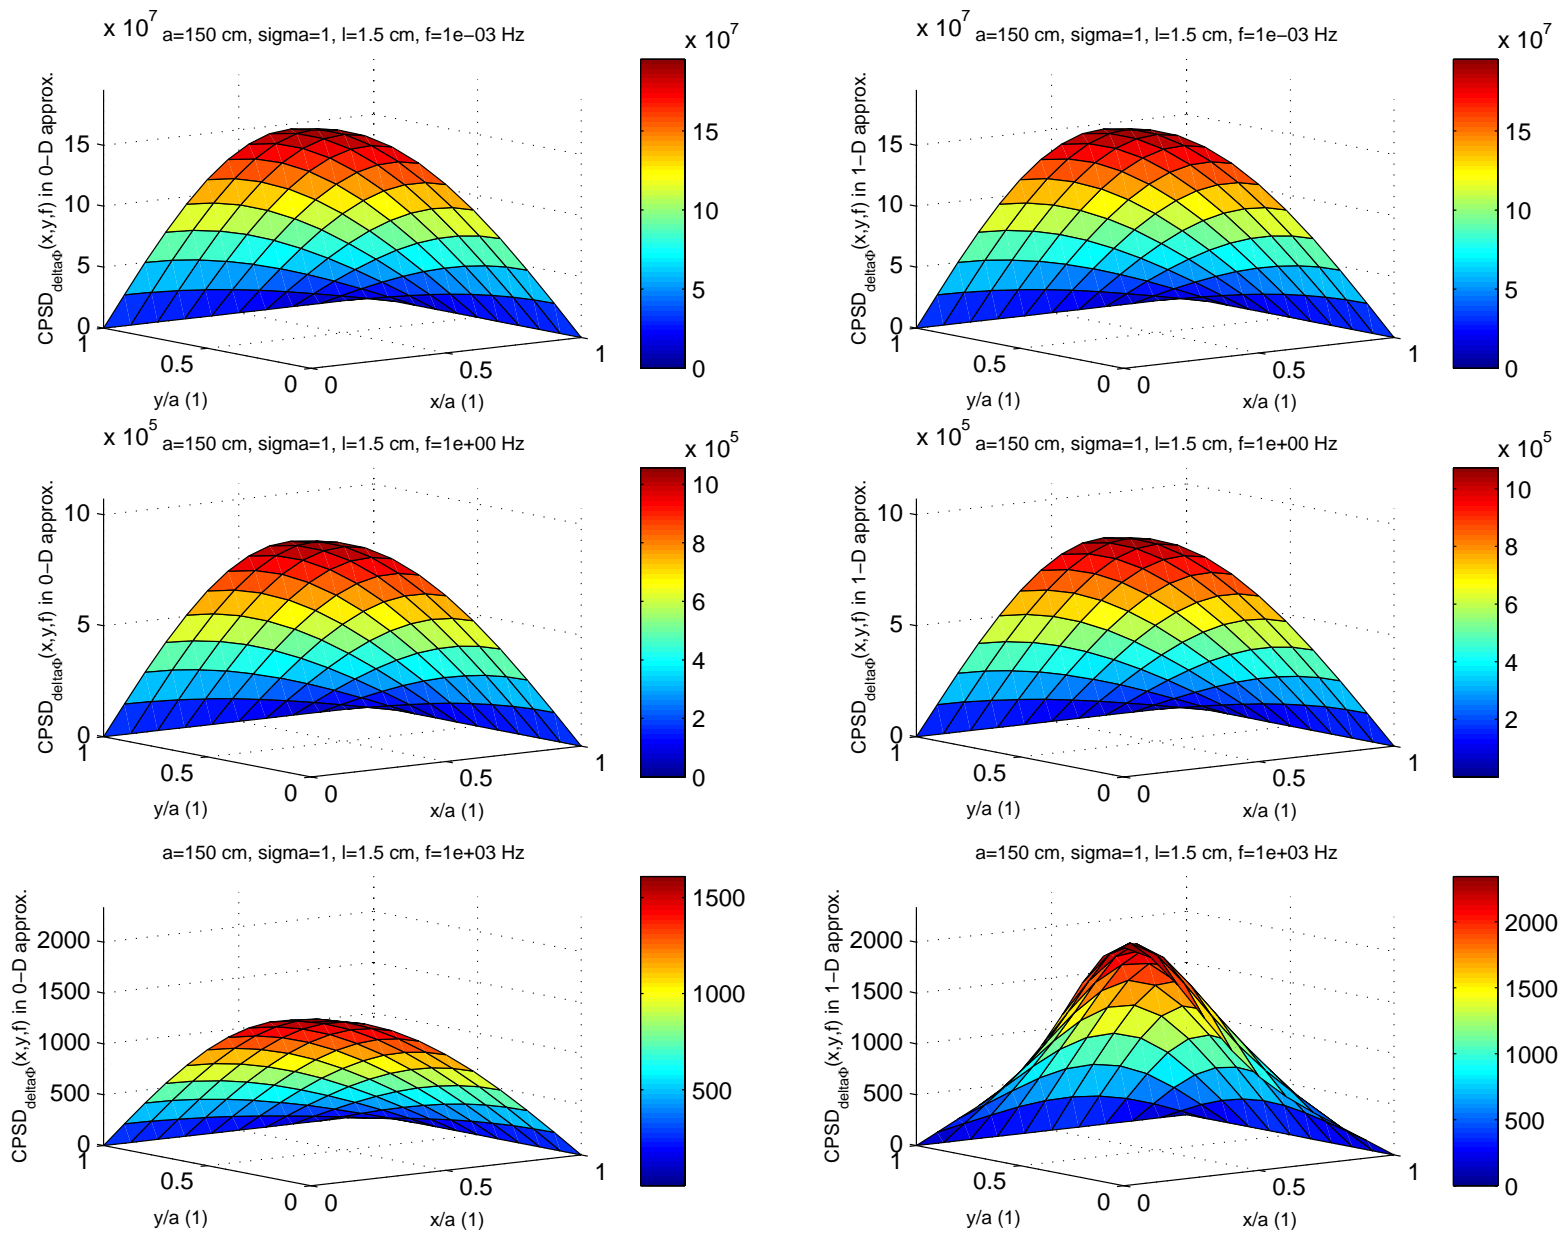 x 10^7
a=150 cm, sigma=1, l=1.5 cm, f=1e−03 Hz
x 10^7
CPSD_deltaΦ(x,y,f) in 0−D approx.
15
10
5
0
1
0.5
0
y/a (1)
0
0.5
1
x/a (1)
15
10
5
0
x 10^7
a=150 cm, sigma=1, l=1.5 cm, f=1e−03 Hz
x 10^7
CPSD_deltaΦ(x,y,f) in 1−D approx.
15
10
5
0
1
0.5
0
y/a (1)
0
0.5
1
x/a (1)
15
10
5
0
x 10^5
a=150 cm, sigma=1, l=1.5 cm, f=1e+00 Hz
x 10^5
CPSD_deltaΦ(x,y,f) in 0−D approx.
10
5
0
1
0.5
0
y/a (1)
0
0.5
1
x/a (1)
10
8
6
4
2
0
x 10^5
a=150 cm, sigma=1, l=1.5 cm, f=1e+00 Hz
x 10^5
CPSD_deltaΦ(x,y,f) in 1−D approx.
10
5
0
1
0.5
0
y/a (1)
0
0.5
1
x/a (1)
10
8
6
4
2
a=150 cm, sigma=1, l=1.5 cm, f=1e+03 Hz
CPSD_deltaΦ(x,y,f) in 0−D approx.
2000
1500
1000
500
0
1
0.5
0
y/a (1)
0
0.5
1
x/a (1)
1500
1000
500
a=150 cm, sigma=1, l=1.5 cm, f=1e+03 Hz
CPSD_deltaΦ(x,y,f) in 1−D approx.
2000
1500
1000
500
0
1
0.5
0
y/a (1)
0
0.5
1
x/a (1)
2000
1500
1000
500
0